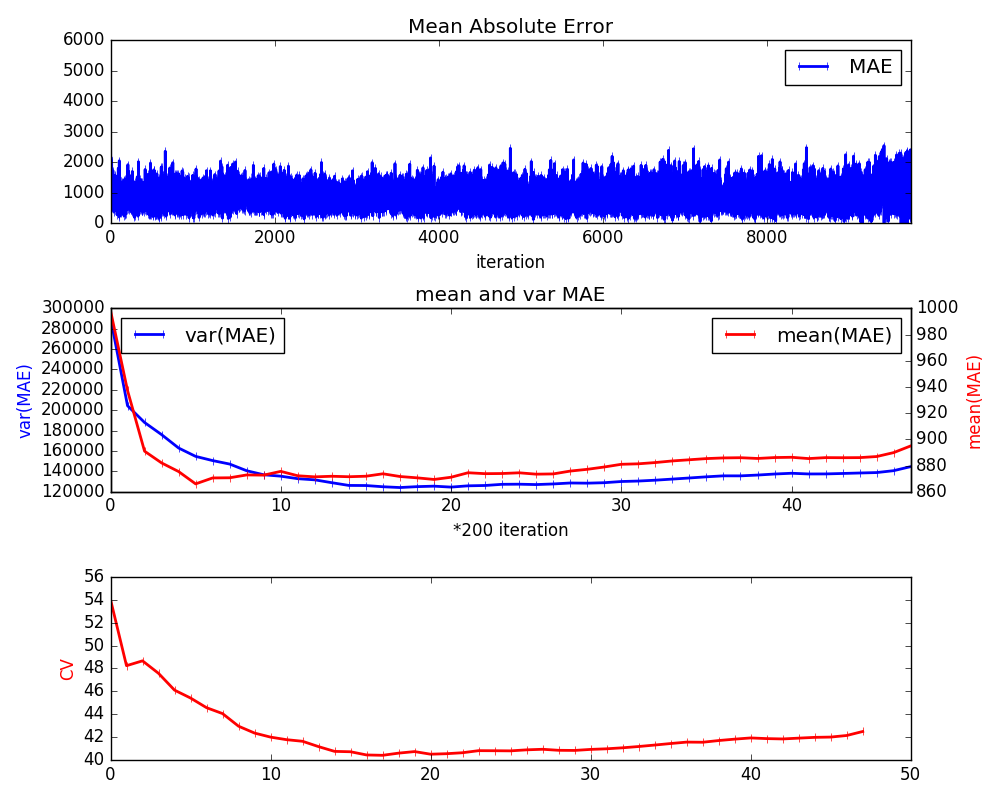 Mean Absolute Error
6000
5000
4000
3000
2000
1000
0
MAE
0 2000 4000 6000 8000
iteration
mean and var MAE
300000
280000
260000
240000
220000
200000
180000
160000
140000
120000
var(MAE)
var(MAE)
mean(MAE)
1000
980
960
940
920
900
880
860
mean(MAE)
0 10 20 30 40
*200 iteration
56
54
52
50
48
46
44
42
40
CV
0 10 20 30 40 50